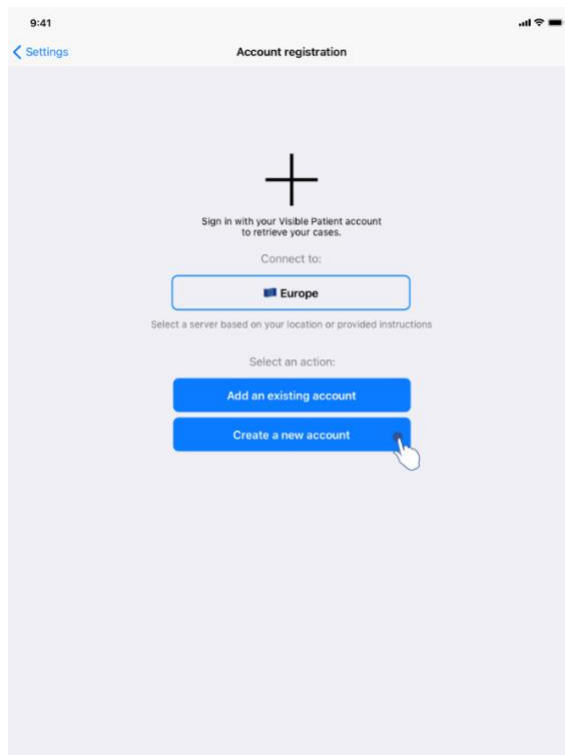 9:41
Settings
Account registration
Sign in with your Visible Patient account
to retrieve your cases.
Connect to:
Europe
Select a server based on your location or provided instructions
Select an action:
Add an existing account
Create a new account